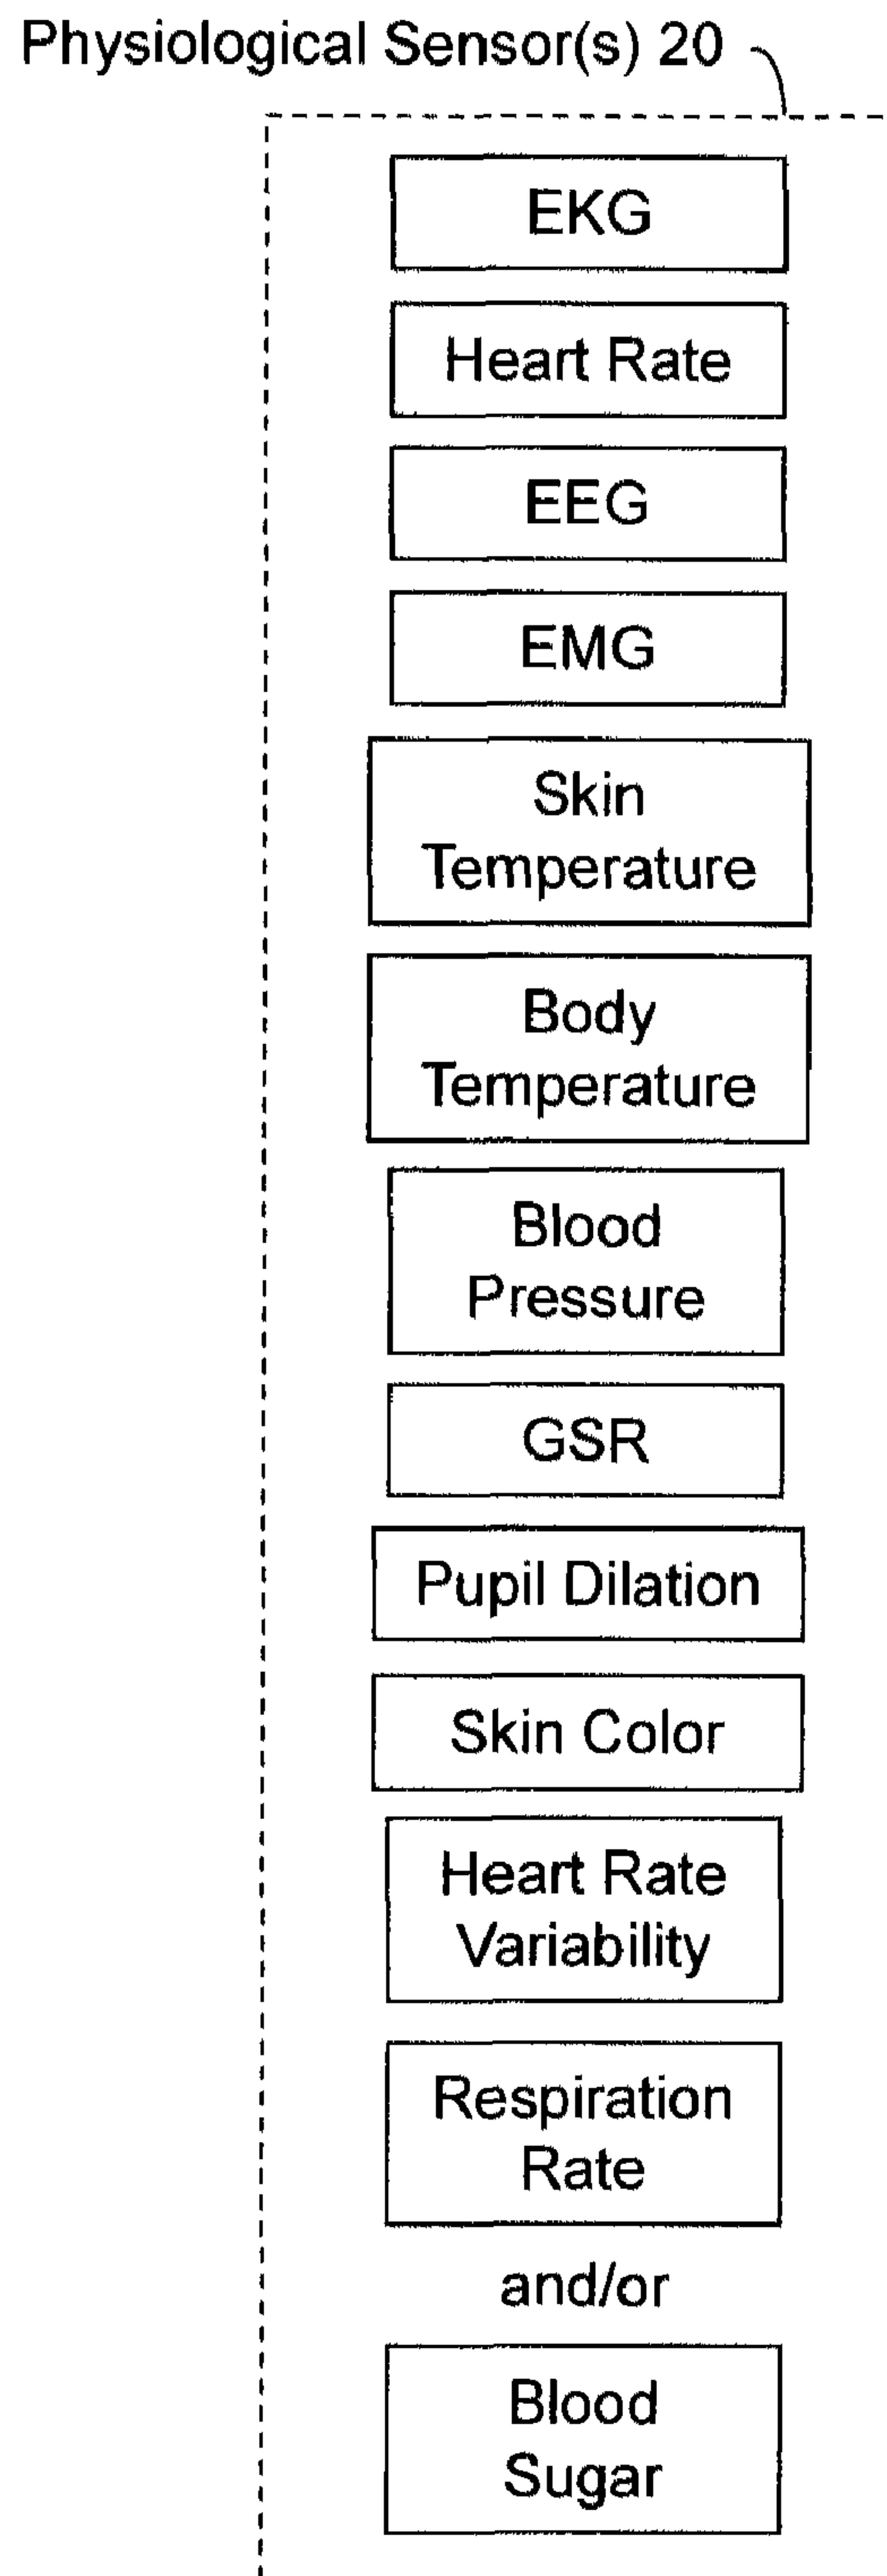 Physiological Sensor(s) 20
EKG
Heart Rate
EEG
EMG
Skin
Temperature
Body
Temperature
Blood
Pressure
GSR
Pupil Dilation
Skin Color
Heart Rate
Variability
Respiration
Rate
and/or
Blood
Sugar